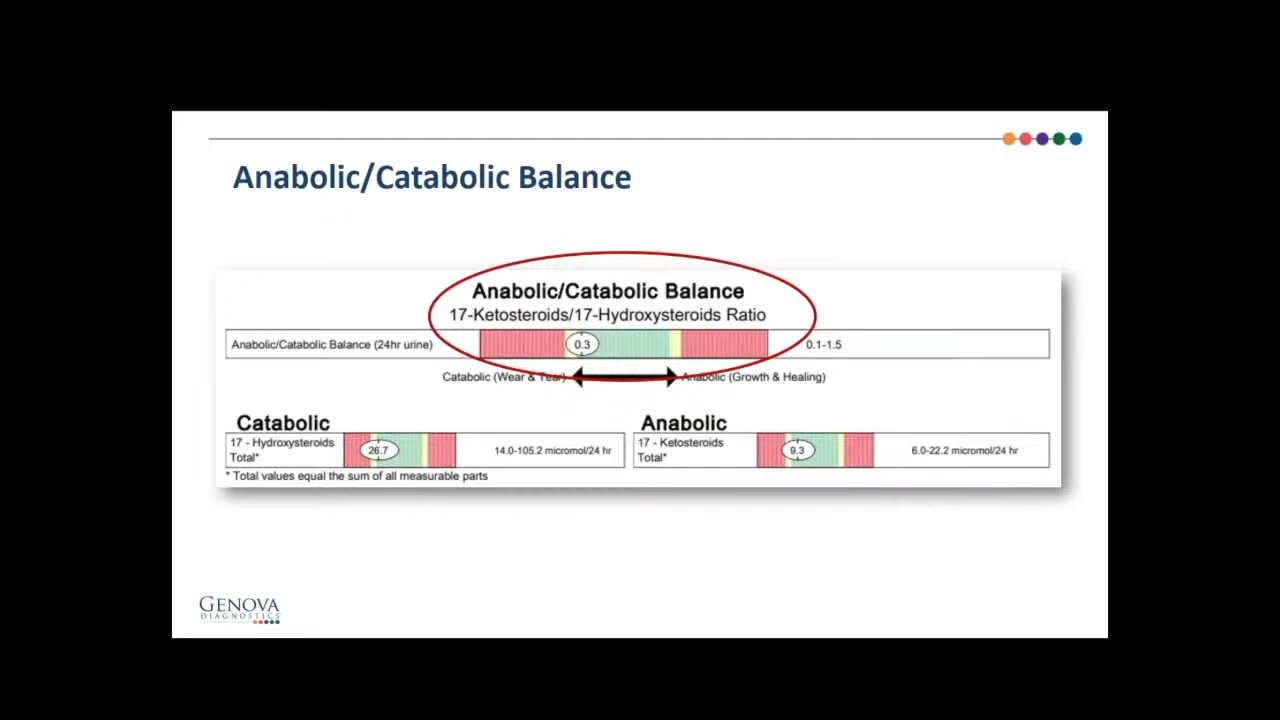 Anabolic/Catabolic Balance
Anabolic/Catabolic Balance
17-Ketosteroids/17-Hydroxysteroids Ratio
Anabolic/Catabolic Balance (24hr urine) 0.3 0.1-1.5
Catabolic (Wear & Tear) Anabolic (Growth & Healing)
Catabolic
17 - Hydroxysteroids
Total*
26.7
14.0-105.2 micromol/24 hr
Anabolic
17 - Ketosteroids
Total*
9.3
6.0-22.2 micromol/24 hr
* Total values equal the sum of all measurable parts
GENOVA
DIAGNOSTICS